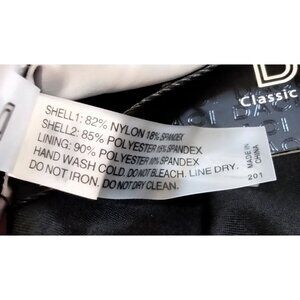 SHELL1: 82% NYLON 18% SPANDEX
SHELL2: 85% POLYESTER 15% SPANDEX
LINING: 90% POLYESTER 10% SPANDEX
HAND WASH COLD. DO NOT BLEACH. LINE DRY.
DO NOT IRON. DO NOT DRY CLEAN.
MADE IN
CHINA
201
D
Classic